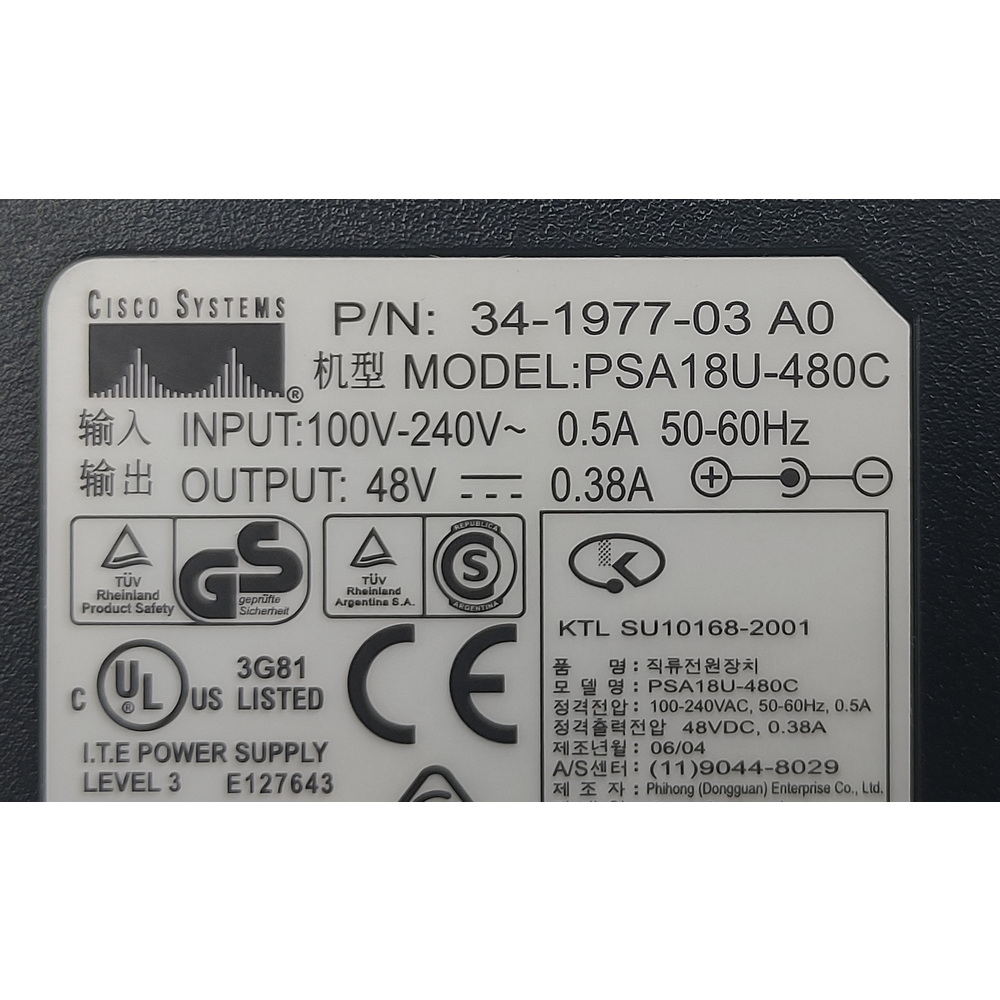 CISCO SYSTEMS
®
P/N: 34-1977-03 A0
机型 MODEL:PSA18U-480C
输入 INPUT:100V-240V~ 0.5A 50-60Hz
输出 OUTPUT: 48V 0.38A
TÜV
Rheinland
Product Safety
GS
geprüfte
Sicherheit
TÜV
Rheinland
Argentina S.A.
REPUBLICA
S
ARGENTINA
C UL US
®
3G81
LISTED
CE
I.T.E POWER SUPPLY
LEVEL 3 E127643
K
KTL SU10168-2001
품 명 : 직류전원장치
모 델 명 : PSA18U-480C
정격전압 : 100-240VAC, 50-60Hz, 0.5A
정격출력전압 48VDC, 0.38A
제조년월 : 06/04
A/S센터 : (11)9044-8029
제 조 자 : Phihong (Dongguan) Enterprise Co., Ltd.